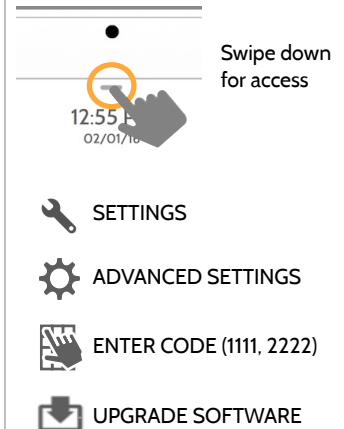 Swipe down
for access
12:55
02/01/16
SETTINGS
ADVANCED SETTINGS
ENTER CODE (1111, 2222)
UPGRADE SOFTWARE